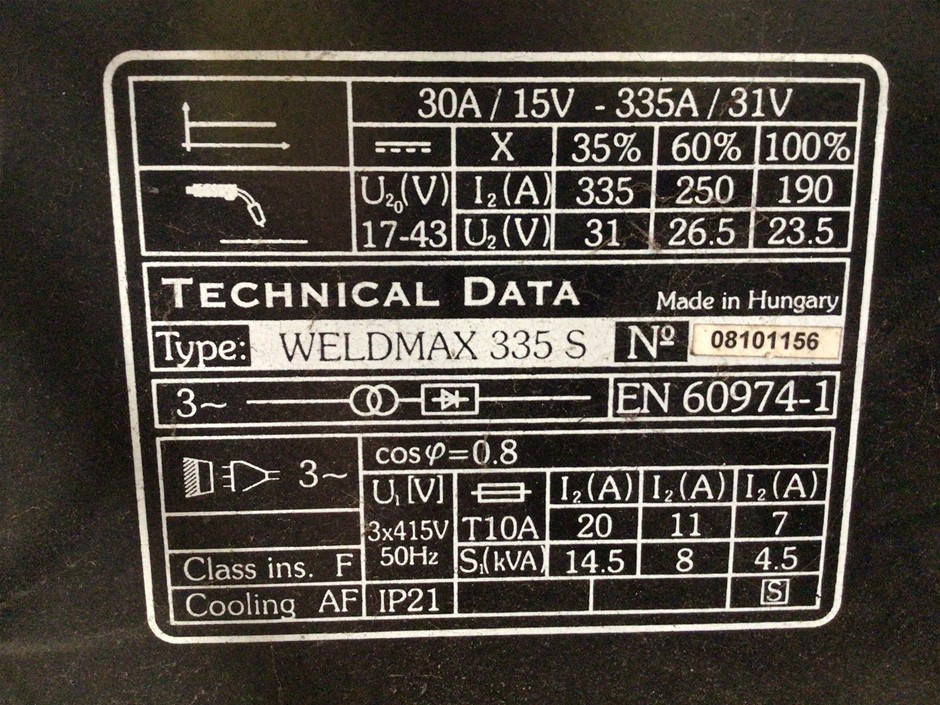 30A / 15V - 335A / 31V
X 35% 60% 100%
U₂₀(V) I₂(A) 335 250 190
17-43 U₂(V) 31 26.5 23.5
TECHNICAL DATA Made in Hungary
Type: WELDMAX 335 S Nº 08101156
3~ EN 60974-1
3~ cosφ=0.8
U₁ [V] I₂(A) I₂(A) I₂(A)
3x415V T10A 20 11 7
50Hz S₁(kVA) 14.5 8 4.5
Class ins. F
Cooling AF IP21 S